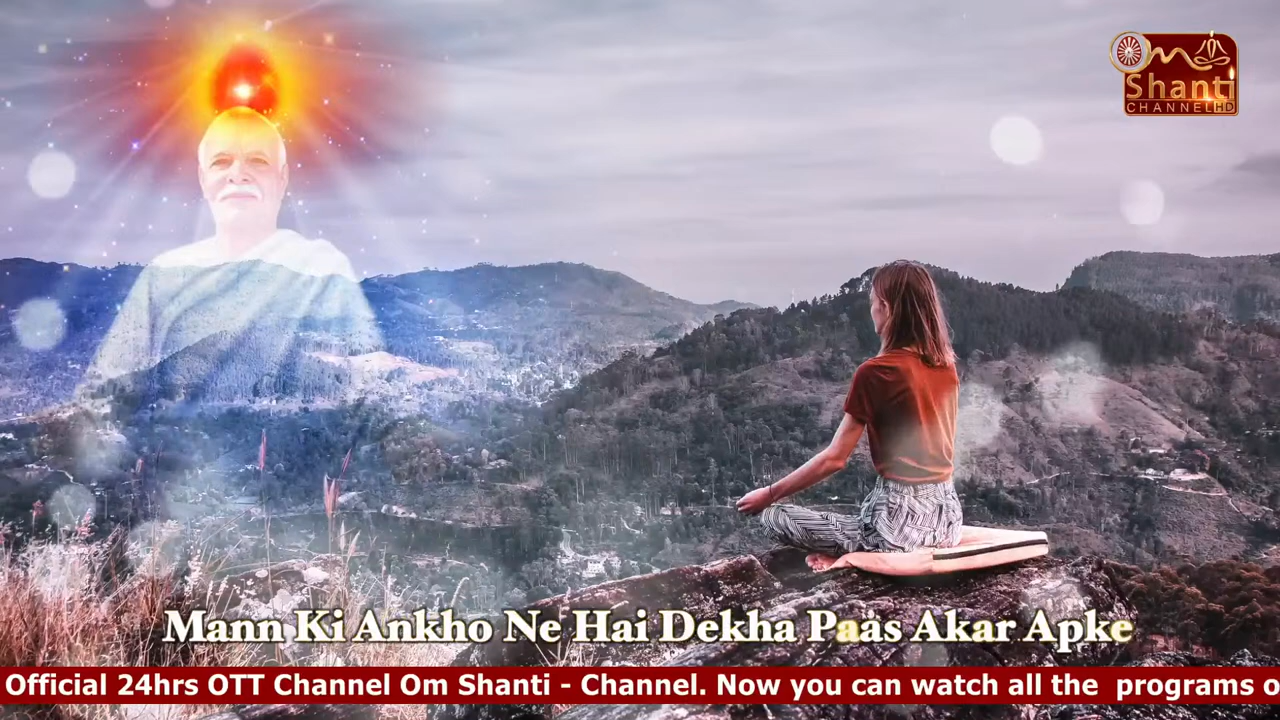 Om
Shanti
CHANNEL HD
Mann Ki Ankho Ne Hai Dekha Paas Akar Apke
Official 24hrs OTT Channel Om Shanti - Channel. Now you can watch all the programs o